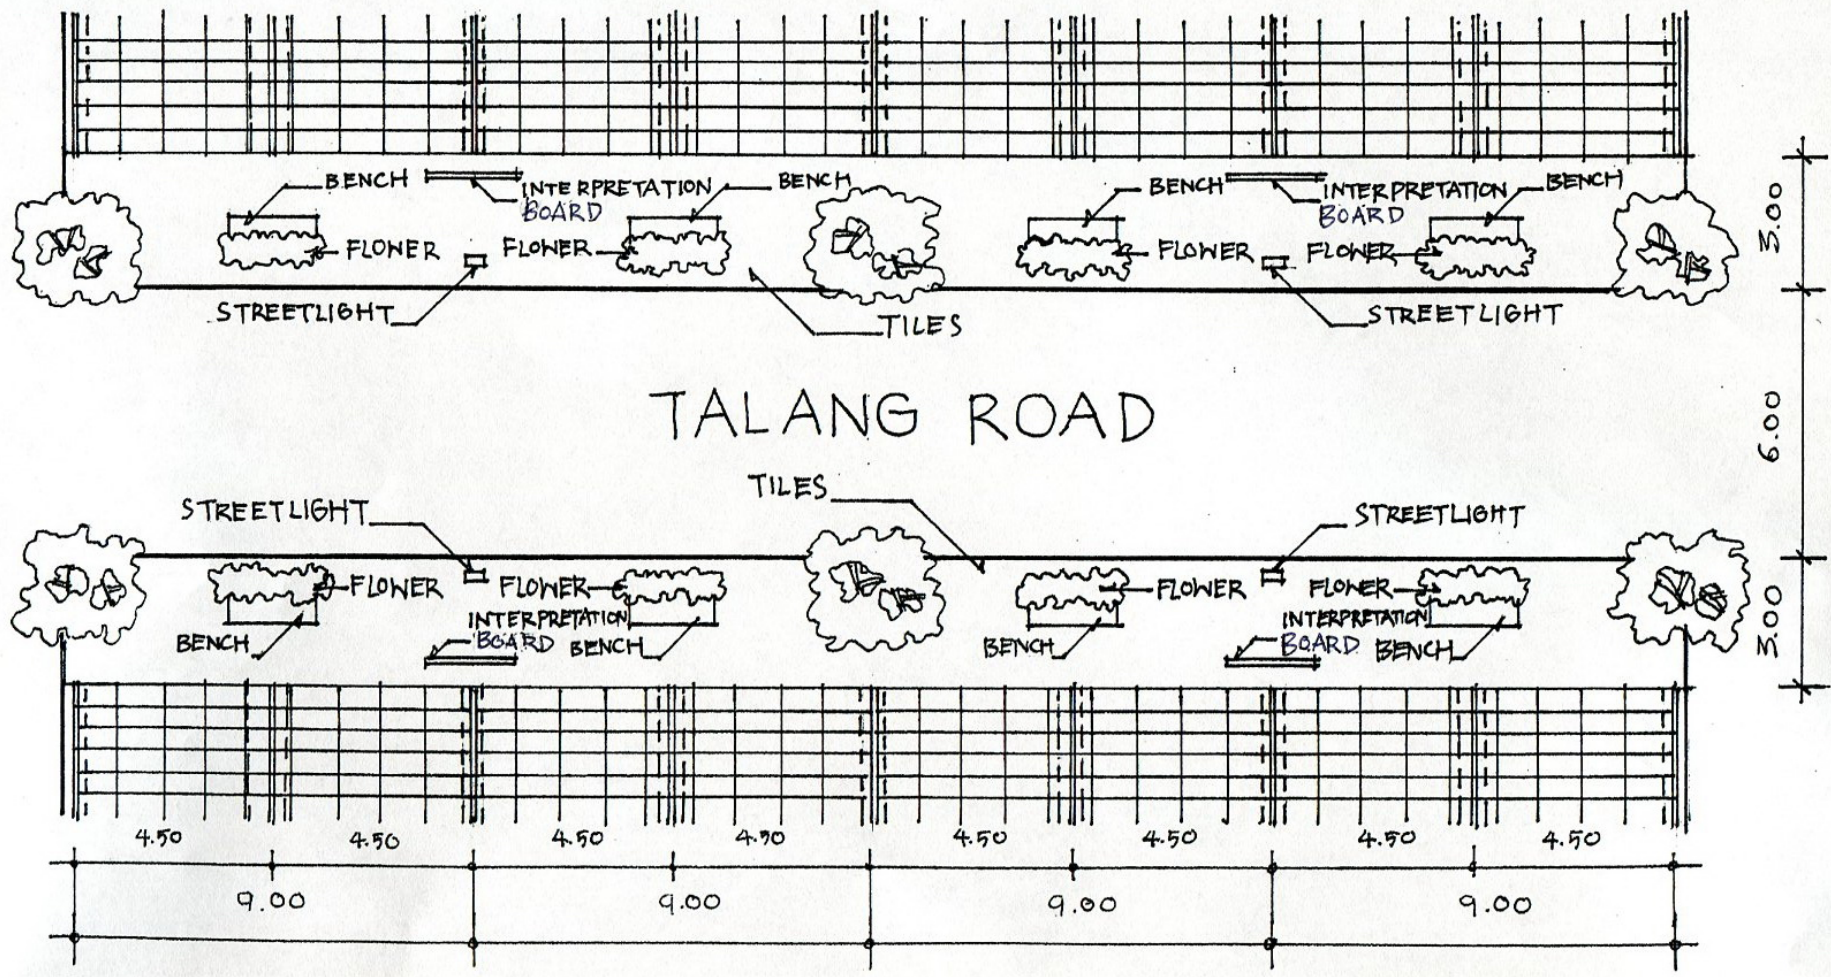 BENCH
INTERPRETATION
BOARD
BENCH
BENCH
INTERPRETATION
BOARD
BENCH
FLOWER
FLOWER
FLOWER
FLOWER
STREETLIGHT
TILES
STREETLIGHT
3.00
TALANG ROAD
6.00
STREETLIGHT
TILES
STREETLIGHT
FLOWER
FLOWER
FLOWER
FLOWER
INTERPRETATION
BOARD
INTERPRETATION
BOARD
BENCH
BENCH
BENCH
BENCH
3.00
4.50
4.50
4.50
4.50
4.50
4.50
4.50
4.50
9.00
9.00
9.00
9.00